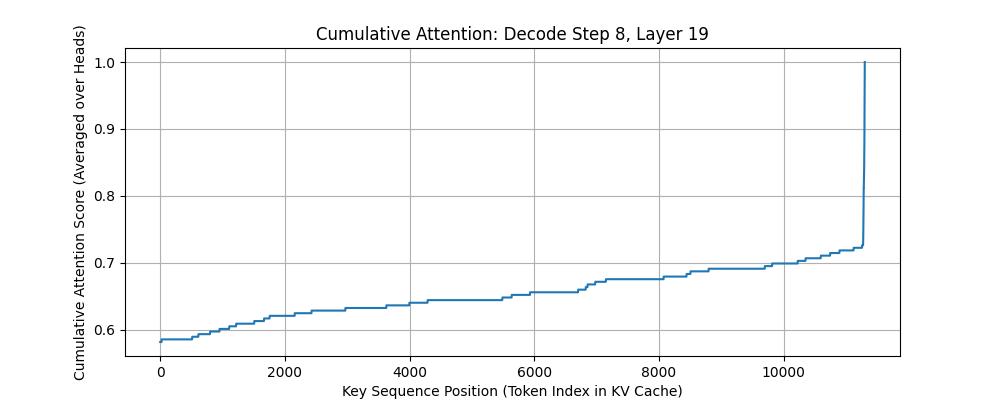 Cumulative Attention: Decode Step 8, Layer 19
Cumulative Attention Score (Averaged over Heads)
1.0
0.9
0.8
0.7
0.6
0 2000 4000 6000 8000 10000
Key Sequence Position (Token Index in KV Cache)